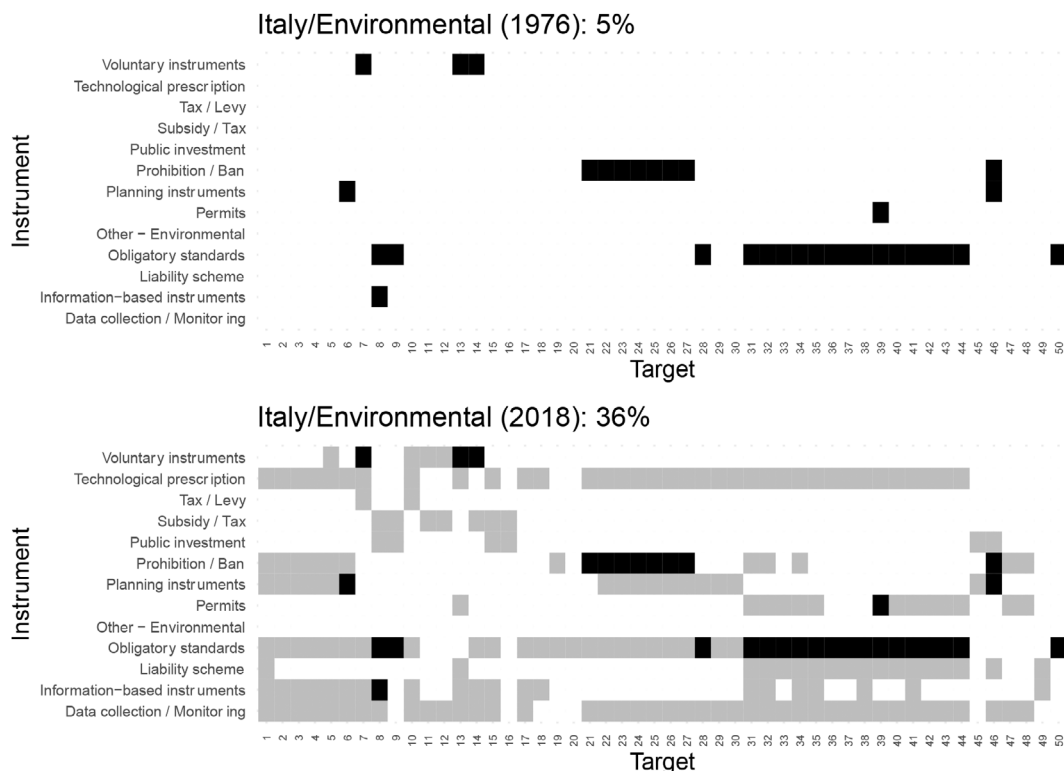 Italy/Environmental (1976): 5%
Instrument
Voluntary instruments
Technological prescription
Tax / Levy
Subsidy / Tax
Public investment
Prohibition / Ban
Planning instruments
Permits
Other − Environmental
Obligatory standards
Liability scheme
Information−based instruments
Data collection / Monitoring
1 2 3 4 5 6 7 8 9 10 11 12 13 14 15 16 17 18 19 20 21 22 23 24 25 26 27 28 29 30 31 32 33 34 35 36 37 38 39 40 41 42 43 44 45 46 47 48 49 50
Target
Italy/Environmental (2018): 36%
Instrument
Voluntary instruments
Technological prescription
Tax / Levy
Subsidy / Tax
Public investment
Prohibition / Ban
Planning instruments
Permits
Other − Environmental
Obligatory standards
Liability scheme
Information−based instruments
Data collection / Monitoring
1 2 3 4 5 6 7 8 9 10 11 12 13 14 15 16 17 18 19 20 21 22 23 24 25 26 27 28 29 30 31 32 33 34 35 36 37 38 39 40 41 42 43 44 45 46 47 48 49 50
Target